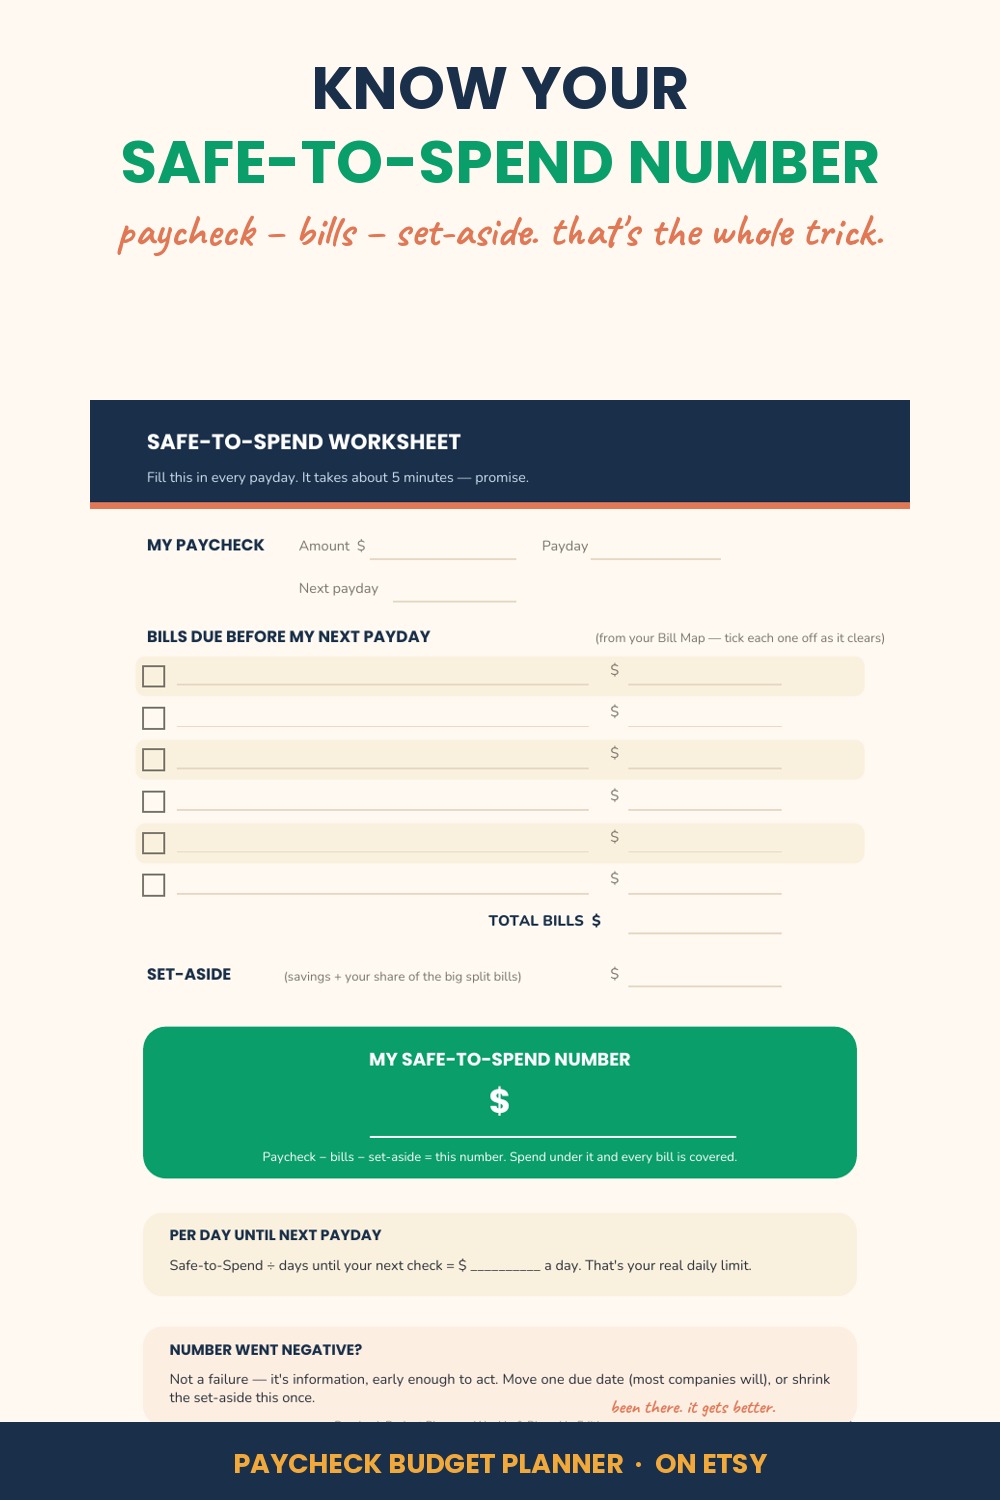 KNOW YOUR
SAFE-TO-SPEND NUMBER
paycheck – bills – set-aside. that's the whole trick.
SAFE-TO-SPEND WORKSHEET
Fill this in every payday. It takes about 5 minutes — promise.
MY PAYCHECK Amount $ Payday
Next payday
BILLS DUE BEFORE MY NEXT PAYDAY (from your Bill Map — tick each one off as it clears)
$
$
$
$
$
$
TOTAL BILLS $
SET-ASIDE (savings + your share of the big split bills) $
MY SAFE-TO-SPEND NUMBER
$
Paycheck – bills – set-aside = this number. Spend under it and every bill is covered.
PER DAY UNTIL NEXT PAYDAY
Safe-to-Spend ÷ days until your next check = $ __________ a day. That's your real daily limit.
NUMBER WENT NEGATIVE?
Not a failure — it's information, early enough to act. Move one due date (most companies will), or shrink
the set-aside this once.
been there. it gets better.
PAYCHECK BUDGET PLANNER · ON ETSY